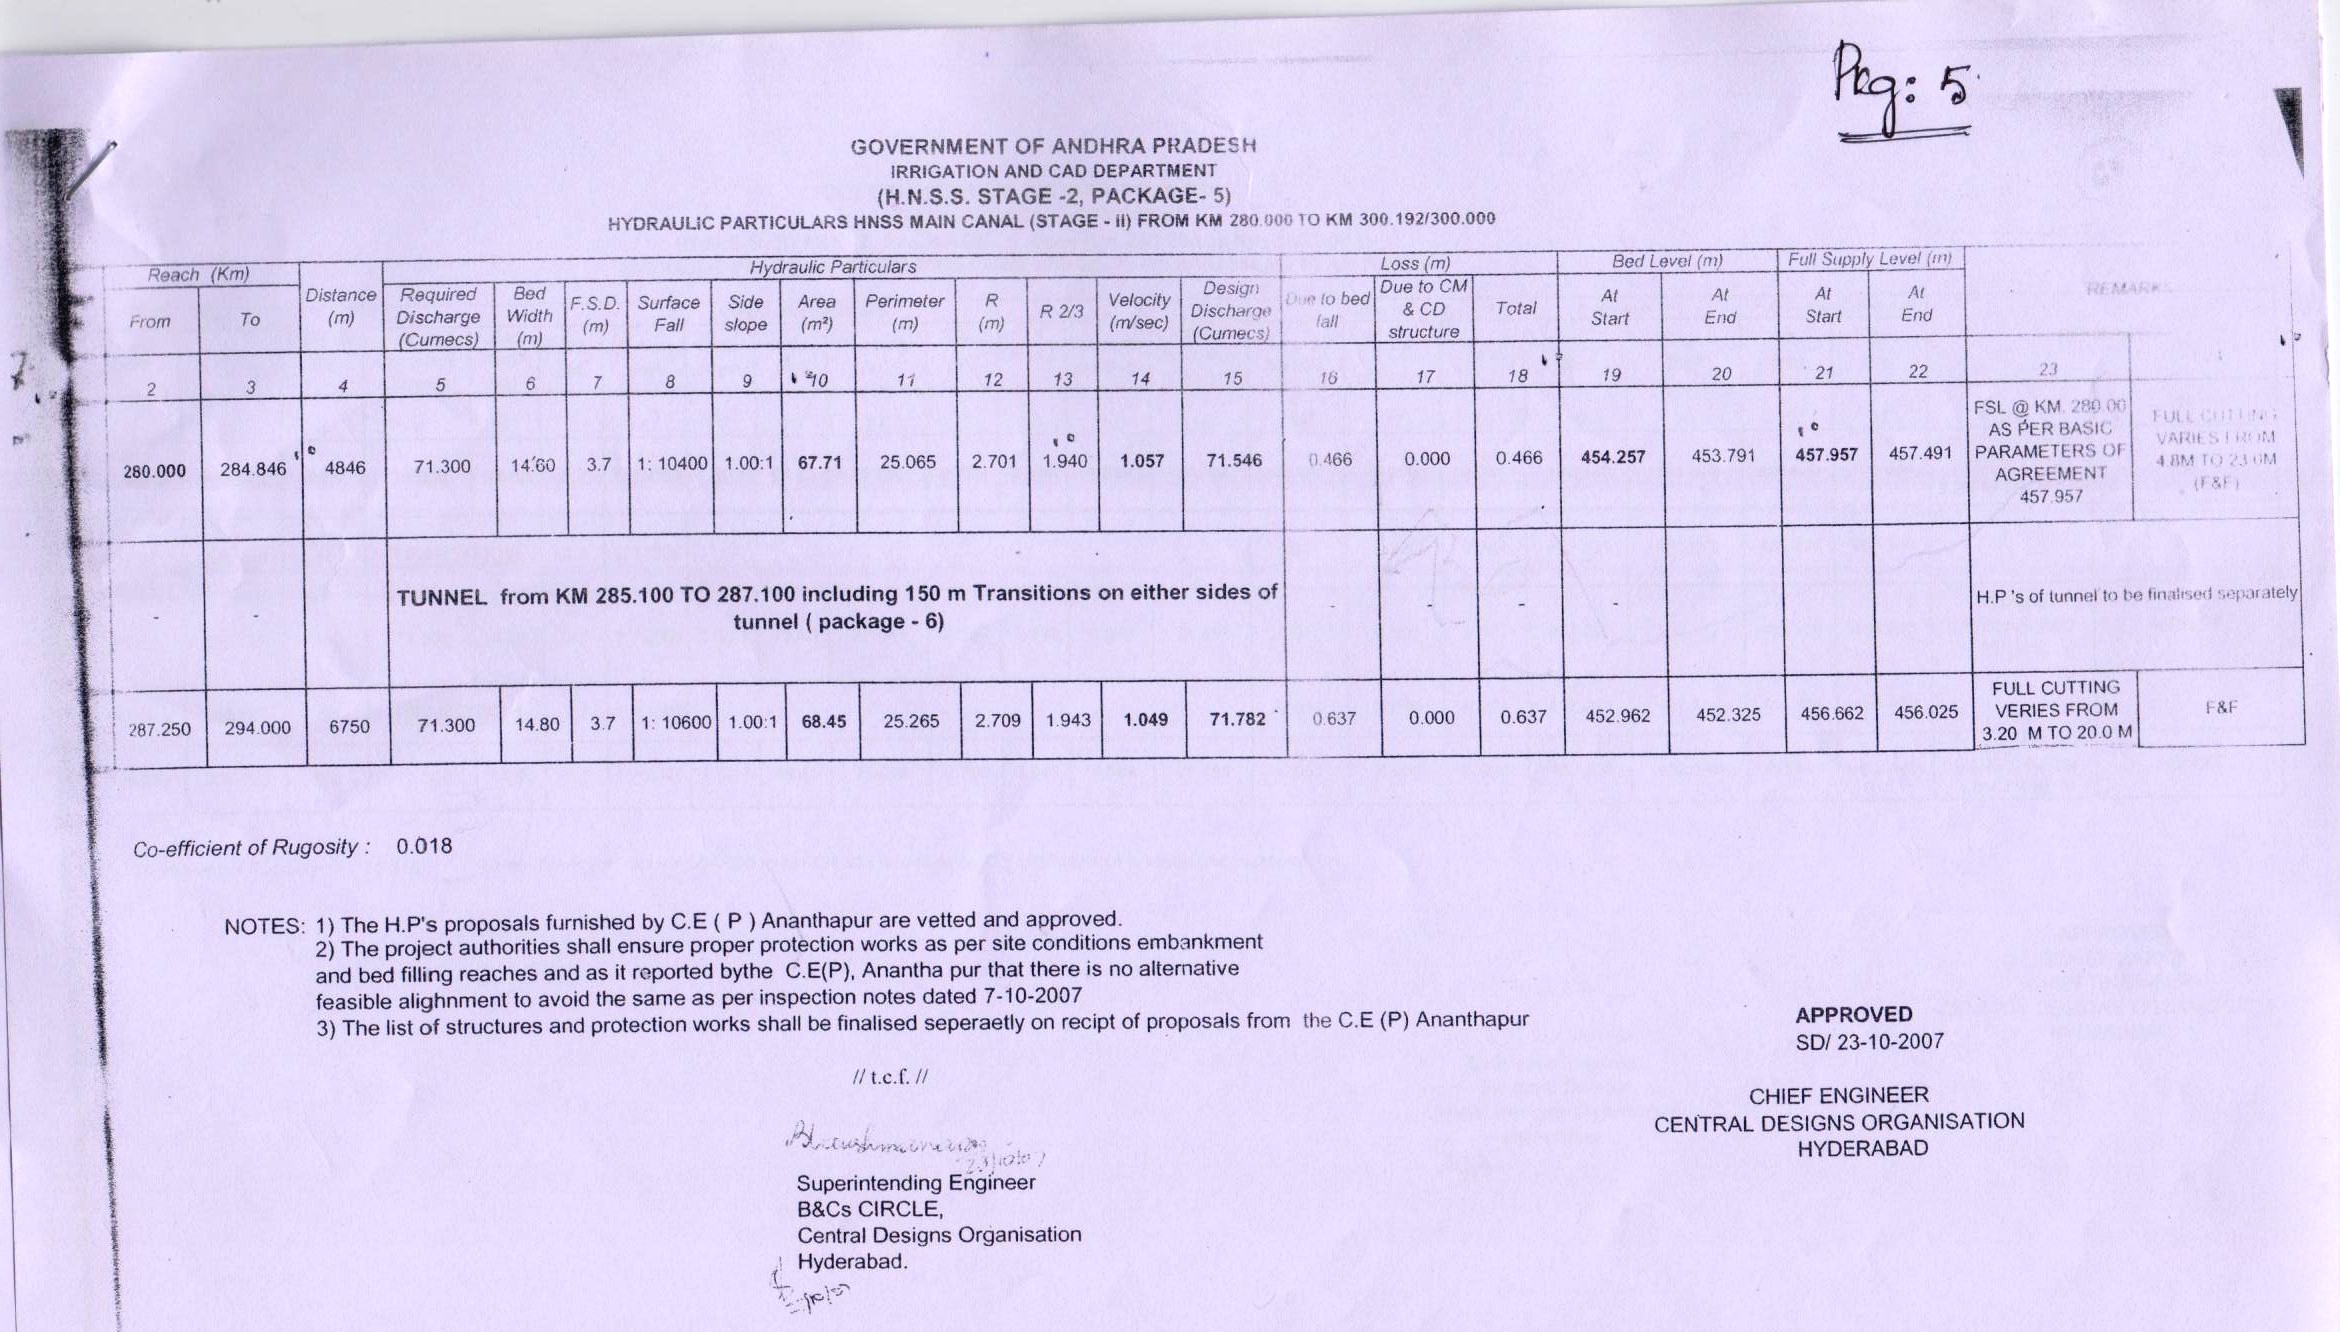 Pkg: 5
GOVERNMENT OF ANDHRA PRADESH
IRRIGATION AND CAD DEPARTMENT
(H.N.S.S. STAGE -2, PACKAGE- 5)
HYDRAULIC PARTICULARS HNSS MAIN CANAL (STAGE - II) FROM KM 280.000 TO KM 300.192/300.000
Reach (Km) Distance (m) Hydraulic Particulars Loss (m) Bed Level (m) Full Supply Level (m) REMARKS
From To Required Discharge (Cumecs) Bed Width (m) F.S.D. (m) Surface Fall Side slope Area (m²) Perimeter (m) R (m) R 2/3 Velocity (m/sec) Design Discharge (Cumecs) Due to bed fall Due to CM & CD structure Total At Start At End At Start At End
2 3 4 5 6 7 8 9 10 11 12 13 14 15 16 17 18 19 20 21 22 23
280.000 284.846 4846 71.300 14.60 3.7 1: 10400 1.00:1 67.71 25.065 2.701 1.940 1.057 71.546 0.466 0.000 0.466 454.257 453.791 457.957 457.491 FSL @ KM. 280.00 AS PER BASIC PARAMETERS OF AGREEMENT 457.957 FULL CUTTING VARIES FROM 4.8M TO 23.0M (F&F)
- - - TUNNEL from KM 285.100 TO 287.100 including 150 m Transitions on either sides of tunnel ( package - 6) - - - - H.P 's of tunnel to be finalised separately
287.250 294.000 6750 71.300 14.80 3.7 1: 10600 1.00:1 68.45 25.265 2.709 1.943 1.049 71.782 0.637 0.000 0.637 452.962 452.325 456.662 456.025 FULL CUTTING VERIES FROM 3.20 M TO 20.0 M F&F
Co-efficient of Rugosity : 0.018
NOTES: 1) The H.P's proposals furnished by C.E ( P ) Ananthapur are vetted and approved.
2) The project authorities shall ensure proper protection works as per site conditions embankment
and bed filling reaches and as it reported bythe C.E(P), Anantha pur that there is no alternative
feasible alighnment to avoid the same as per inspection notes dated 7-10-2007
3) The list of structures and protection works shall be finalised seperaetly on recipt of proposals from the C.E (P) Ananthapur
APPROVED
SD/ 23-10-2007
// t.c.f. //
CHIEF ENGINEER
CENTRAL DESIGNS ORGANISATION
HYDERABAD
23/10/07
Superintending Engineer
B&Cs CIRCLE,
Central Designs Organisation
Hyderabad.